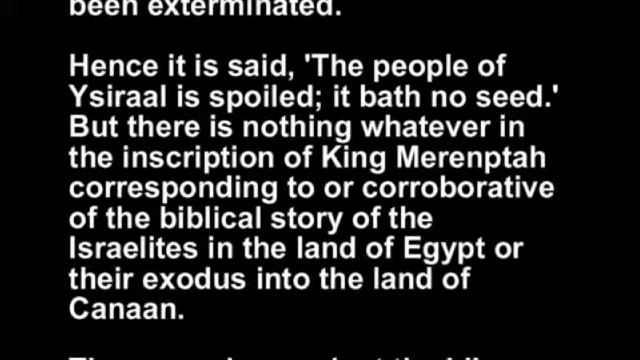 been exterminated.
Hence it is said, 'The people of
Ysiraal is spoiled; it bath no seed.'
But there is nothing whatever in
the inscription of King Merenptah
corresponding to or corroborative
of the biblical story of the
Israelites in the land of Egypt or
their exodus into the land of
Canaan.